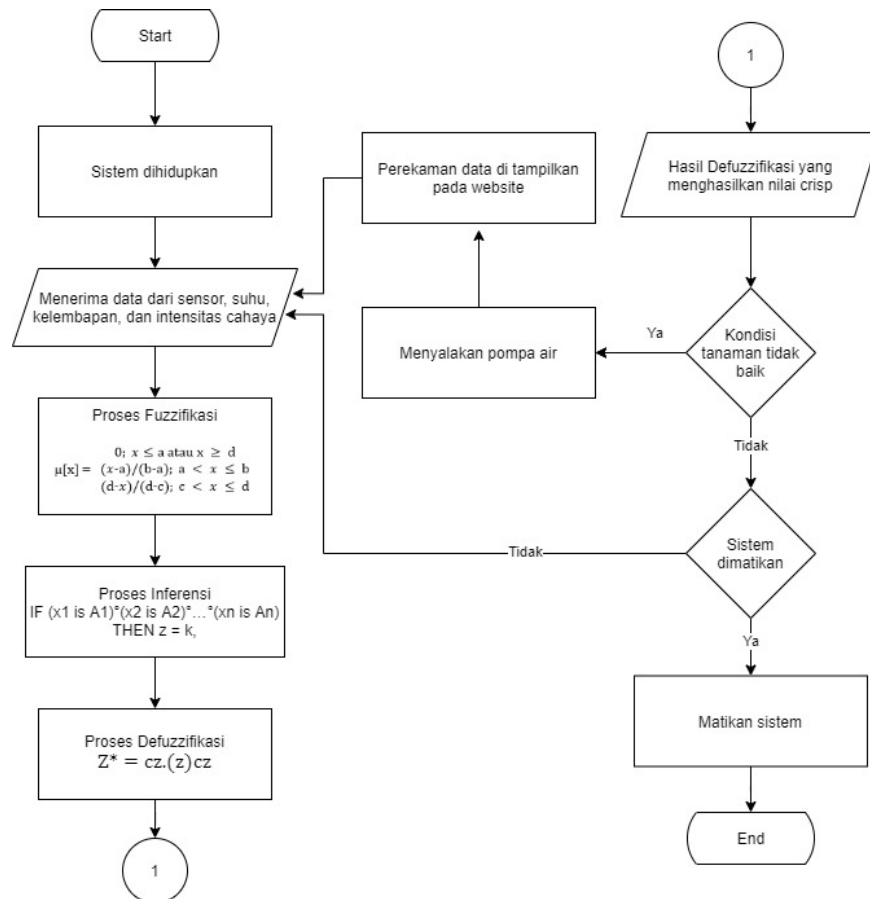 Start
Sistem dihidupkan
Menerima data dari sensor, suhu,
kelembapan, dan intensitas cahaya
Proses Fuzzifikasi
0; x ≤ a atau x ≥ d
μ[x] = (x-a)/(b-a); a < x ≤ b
(d-x)/(d-c); c < x ≤ d
Proses Inferensi
IF (x1 is A1)°(x2 is A2)°...°(xn is An)
THEN z = k,
Proses Defuzzifikasi
Z* = cz.(z)cz
1
Perekaman data di tampilkan
pada website
Menyalakan pompa air
1
Hasil Defuzzifikasi yang
menghasilkan nilai crisp
Ya
Kondisi
tanaman tidak
baik
Tidak
Tidak
Sistem
dimatikan
Ya
Matikan sistem
End